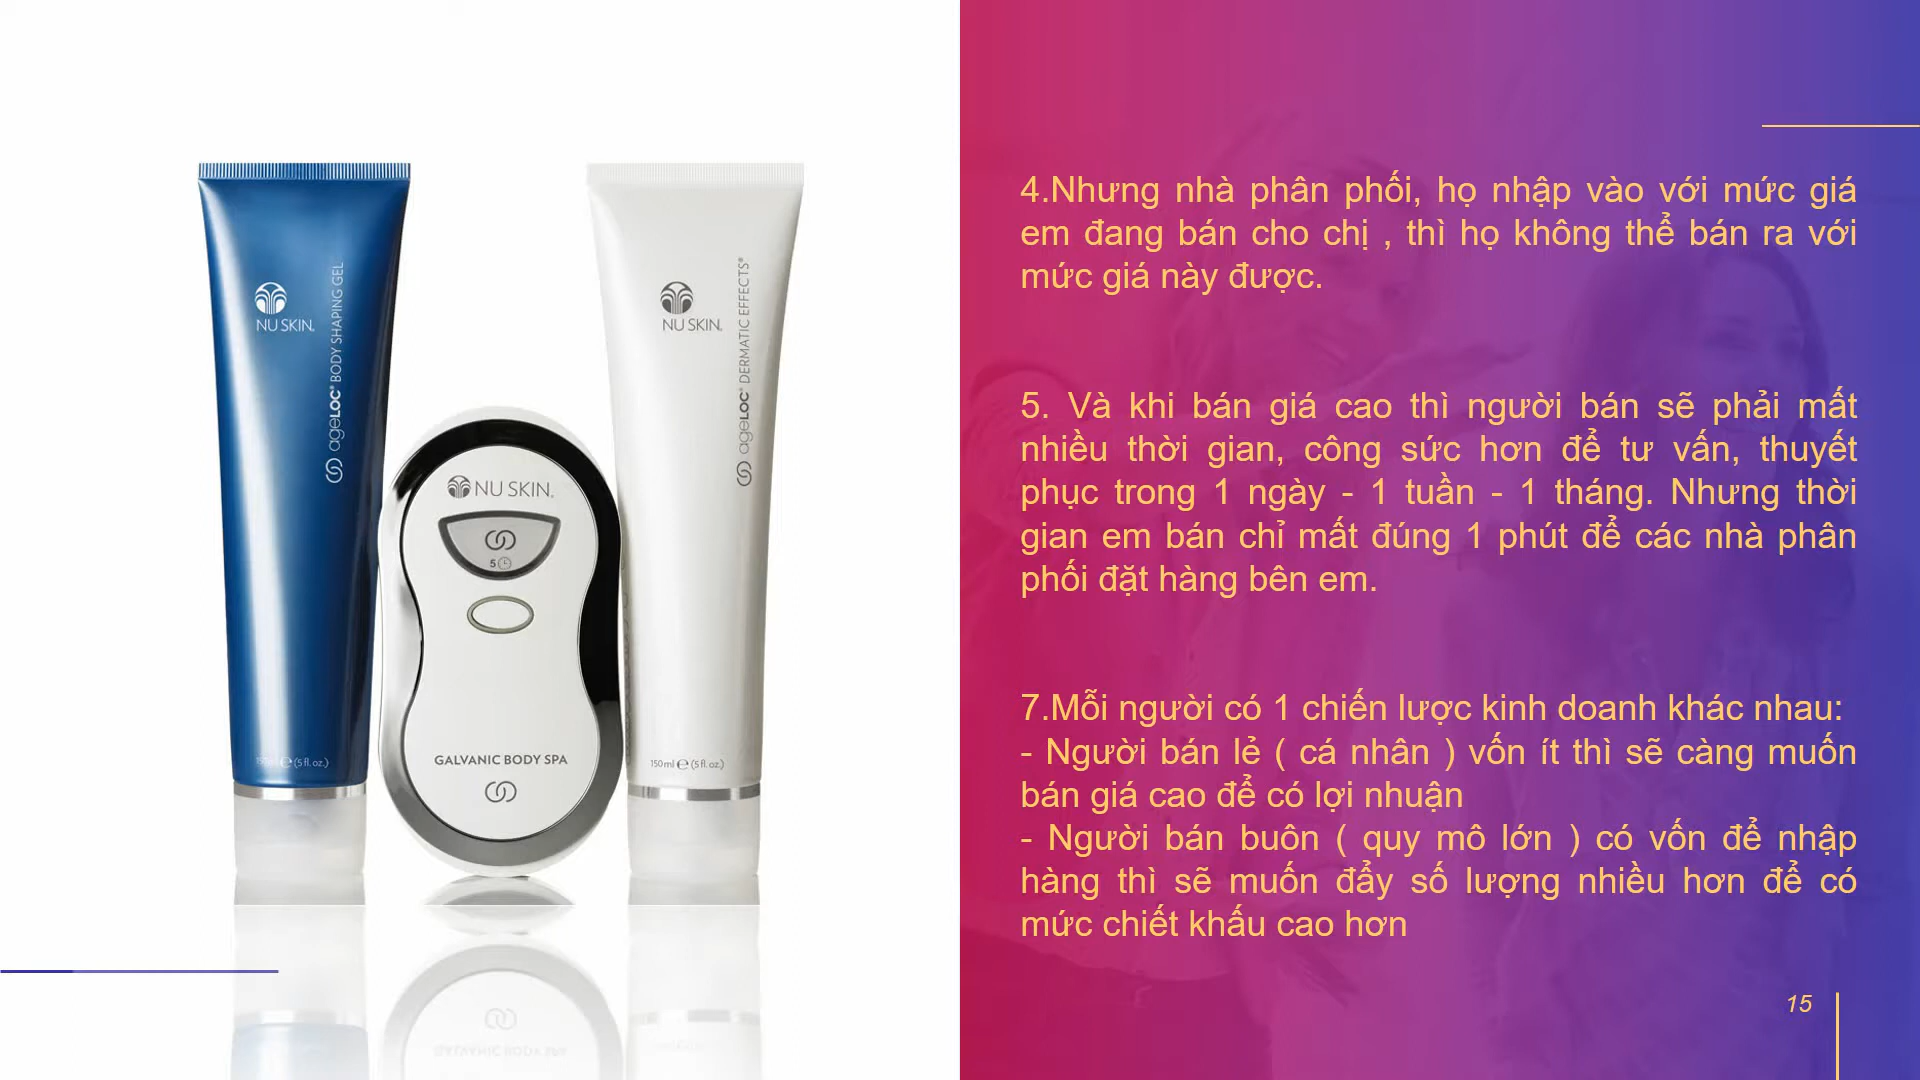 NU SKIN.
ageLOC® BODY SHAPING GEL
(5 fl. oz.)
NU SKIN.
5
GALVANIC BODY SPA
NU SKIN.
ageLOC® DERMATIC EFFECTS®
150 ml ℮ (5 fl. oz.)
4.Nhưng nhà phân phối, họ nhập vào với mức giá
em đang bán cho chị , thì họ không thể bán ra với
mức giá này được.
5. Và khi bán giá cao thì người bán sẽ phải mất
nhiều thời gian, công sức hơn để tư vấn, thuyết
phục trong 1 ngày - 1 tuần - 1 tháng. Nhưng thời
gian em bán chỉ mất đúng 1 phút để các nhà phân
phối đặt hàng bên em.
7.Mỗi người có 1 chiến lược kinh doanh khác nhau:
- Người bán lẻ ( cá nhân ) vốn ít thì sẽ càng muốn
bán giá cao để có lợi nhuận
- Người bán buôn ( quy mô lớn ) có vốn để nhập
hàng thì sẽ muốn đẩy số lượng nhiều hơn để có
mức chiết khấu cao hơn
15